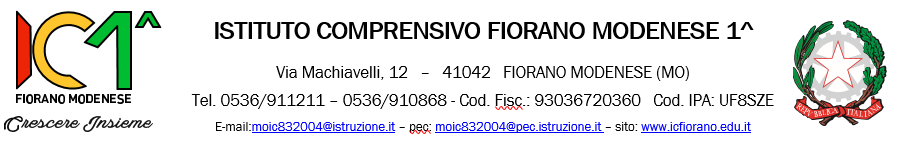 IC1^
FIORANO MODENESE
Crescere Insieme
ISTITUTO COMPRENSIVO FIORANO MODENESE 1^
Via Machiavelli, 12 – 41042 FIORANO MODENESE (MO)
Tel. 0536/911211 – 0536/910868 - Cod. Fisc.: 93036720360 Cod. IPA: UF8SZE
E-mail:moic832004@istruzione.it – pec: moic832004@pec.istruzione.it – sito: www.icfiorano.edu.it
REPVBBLICA ITALIANA